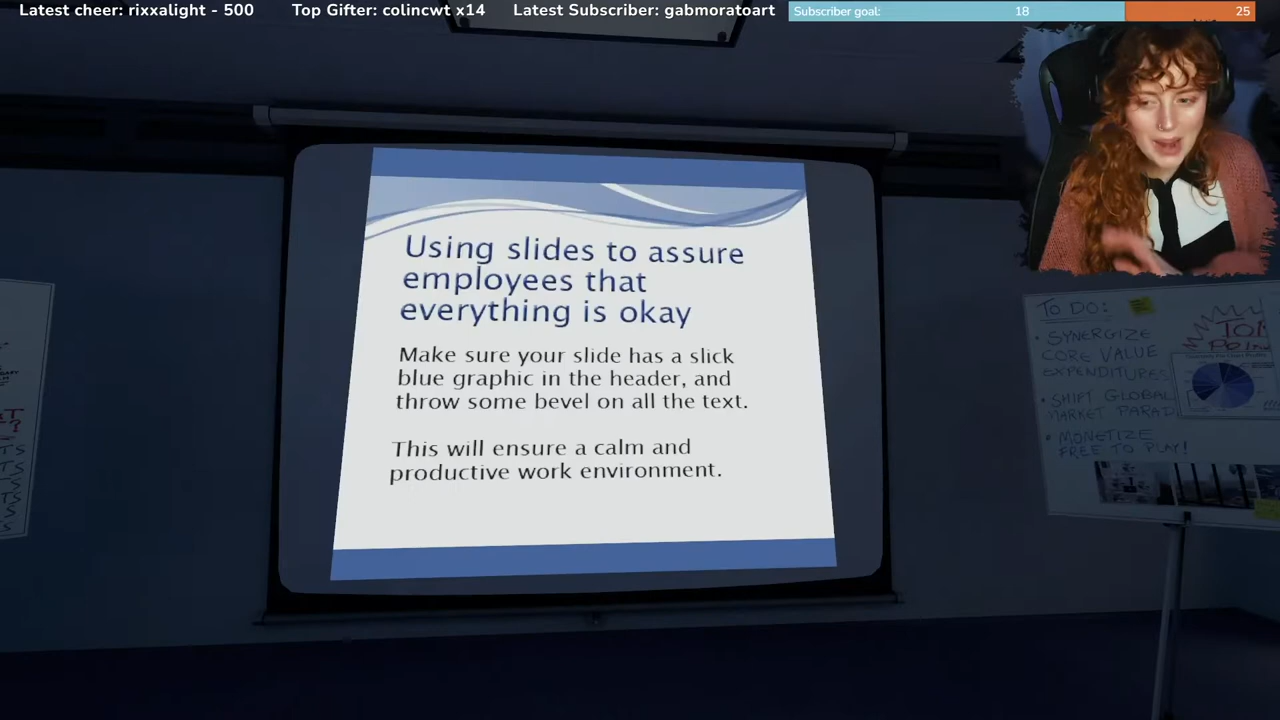 Latest cheer: rixxalight - 500
Top Gifter: colincwt x14
Latest Subscriber: gabmoratoart
Subscriber goal:
18
25
Using slides to assure
employees that
everything is okay
Make sure your slide has a slick
blue graphic in the header, and
throw some bevel on all the text.
This will ensure a calm and
productive work environment.
TO DO:
• SYNERGIZE
CORE VALUE
EXPENDITURES
• SHIFT GLOBAL
MARKET PARAD
• MONETIZE
FREE TO PLAY!